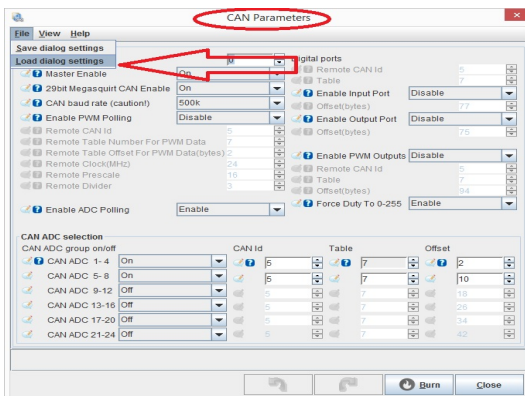 CAN Parameters
File View Help
Save dialog settings
Load dialog settings
0
Master Enable On
29bit Megasquirt CAN Enable On
CAN baud rate (caution!) 500k
Enable PWM Polling Disable
Remote CAN Id 5
Remote Table Number For PWM Data 7
Remote Table Offset For PWM Data(bytes) 2
Remote Clock(MHz) 24
Remote Prescale 16
Remote Divider 3
Enable ADC Polling Enable
Digital ports
Remote CAN Id 5
Table 7
Enable Input Port Disable
Offset(bytes) 77
Enable Output Port Disable
Offset(bytes) 75
Enable PWM Outputs Disable
Remote CAN Id 5
Table 7
Offset(bytes) 94
Force Duty To 0-255 Enable
CAN ADC selection
CAN ADC group on/off CAN Id Table Offset
CAN ADC 1- 4 On 5 7 2
CAN ADC 5- 8 On 5 7 10
CAN ADC 9-12 Off 5 7 18
CAN ADC 13-16 Off 5 7 26
CAN ADC 17-20 Off 5 7 34
CAN ADC 21-24 Off 5 7 42
Burn Close